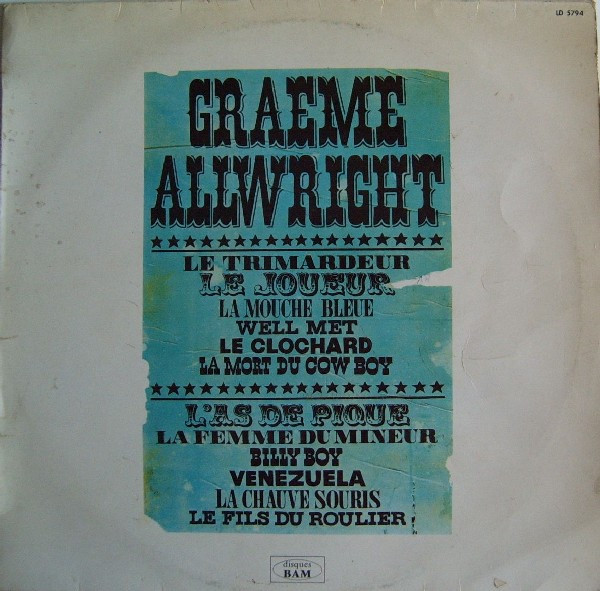 LD 5794
GRAEME
ALLWRIGHT
LE TRIMARDEUR
LE JOUEUR
LA MOUCHE BLEUE
WELL MET
LE CLOCHARD
LA MORT DU COW BOY
L'AS DE PIQUE
LA FEMME DU MINEUR
BILLY BOY
VENEZUELA
LA CHAUVE SOURIS
LE FILS DU ROULIER
disques
BAM